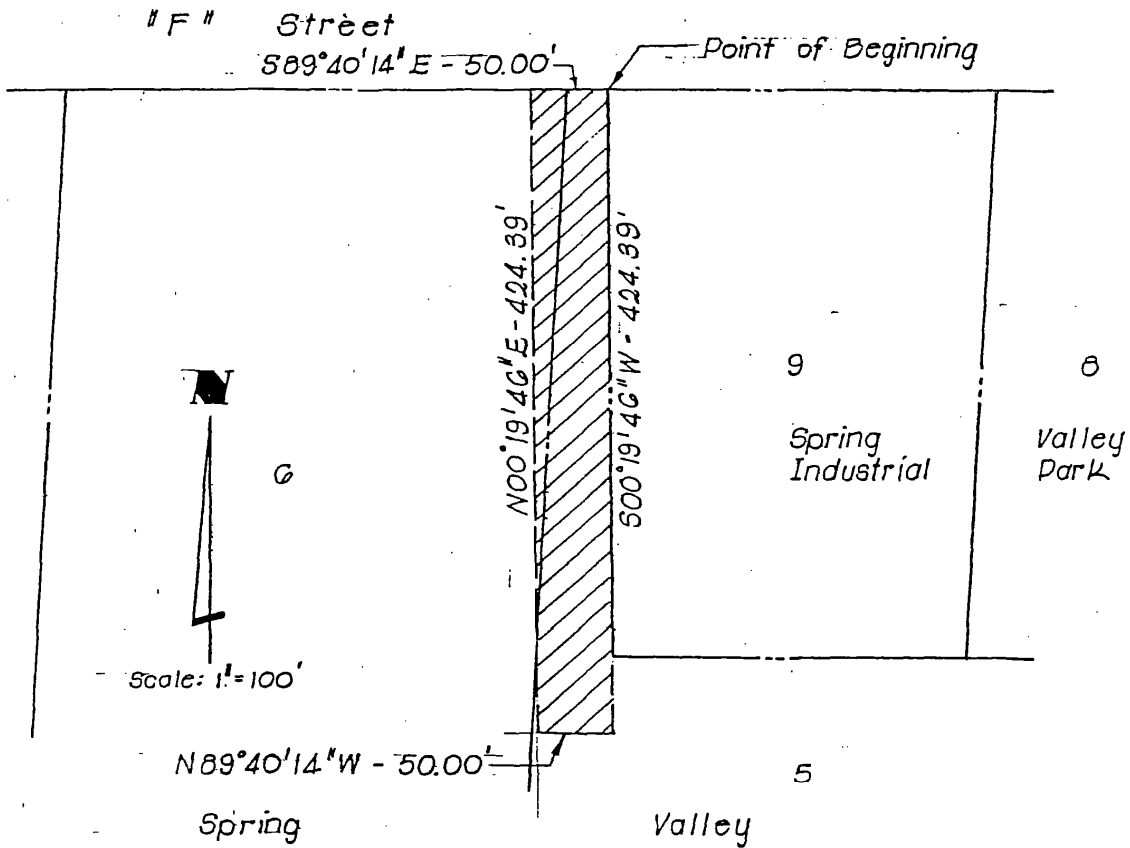 "F" Street
S89°40'14"E - 50.00'
Point of Beginning
N00°19'46"E - 424.39'
S00°19'46"W - 424.39'
9
8
Spring
Industrial
Valley
Park
N
6
Scale: 1"=100'
N89°40'14"W - 50.00'
5
Spring Valley